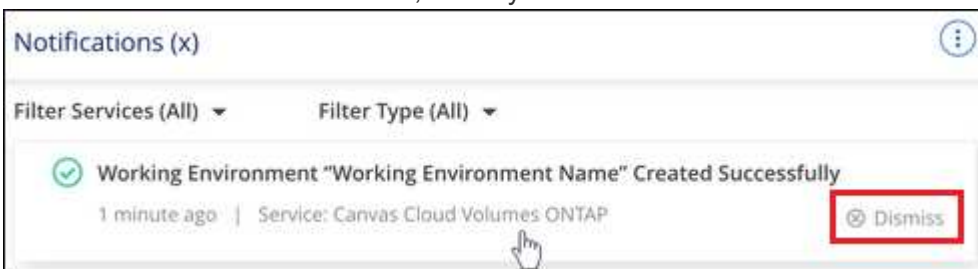 Notifications (x)
Filter Services (All) Filter Type (All)
Working Environment “Working Environment Name” Created Successfully
1 minute ago | Service: Canvas Cloud Volumes ONTAP Dismiss